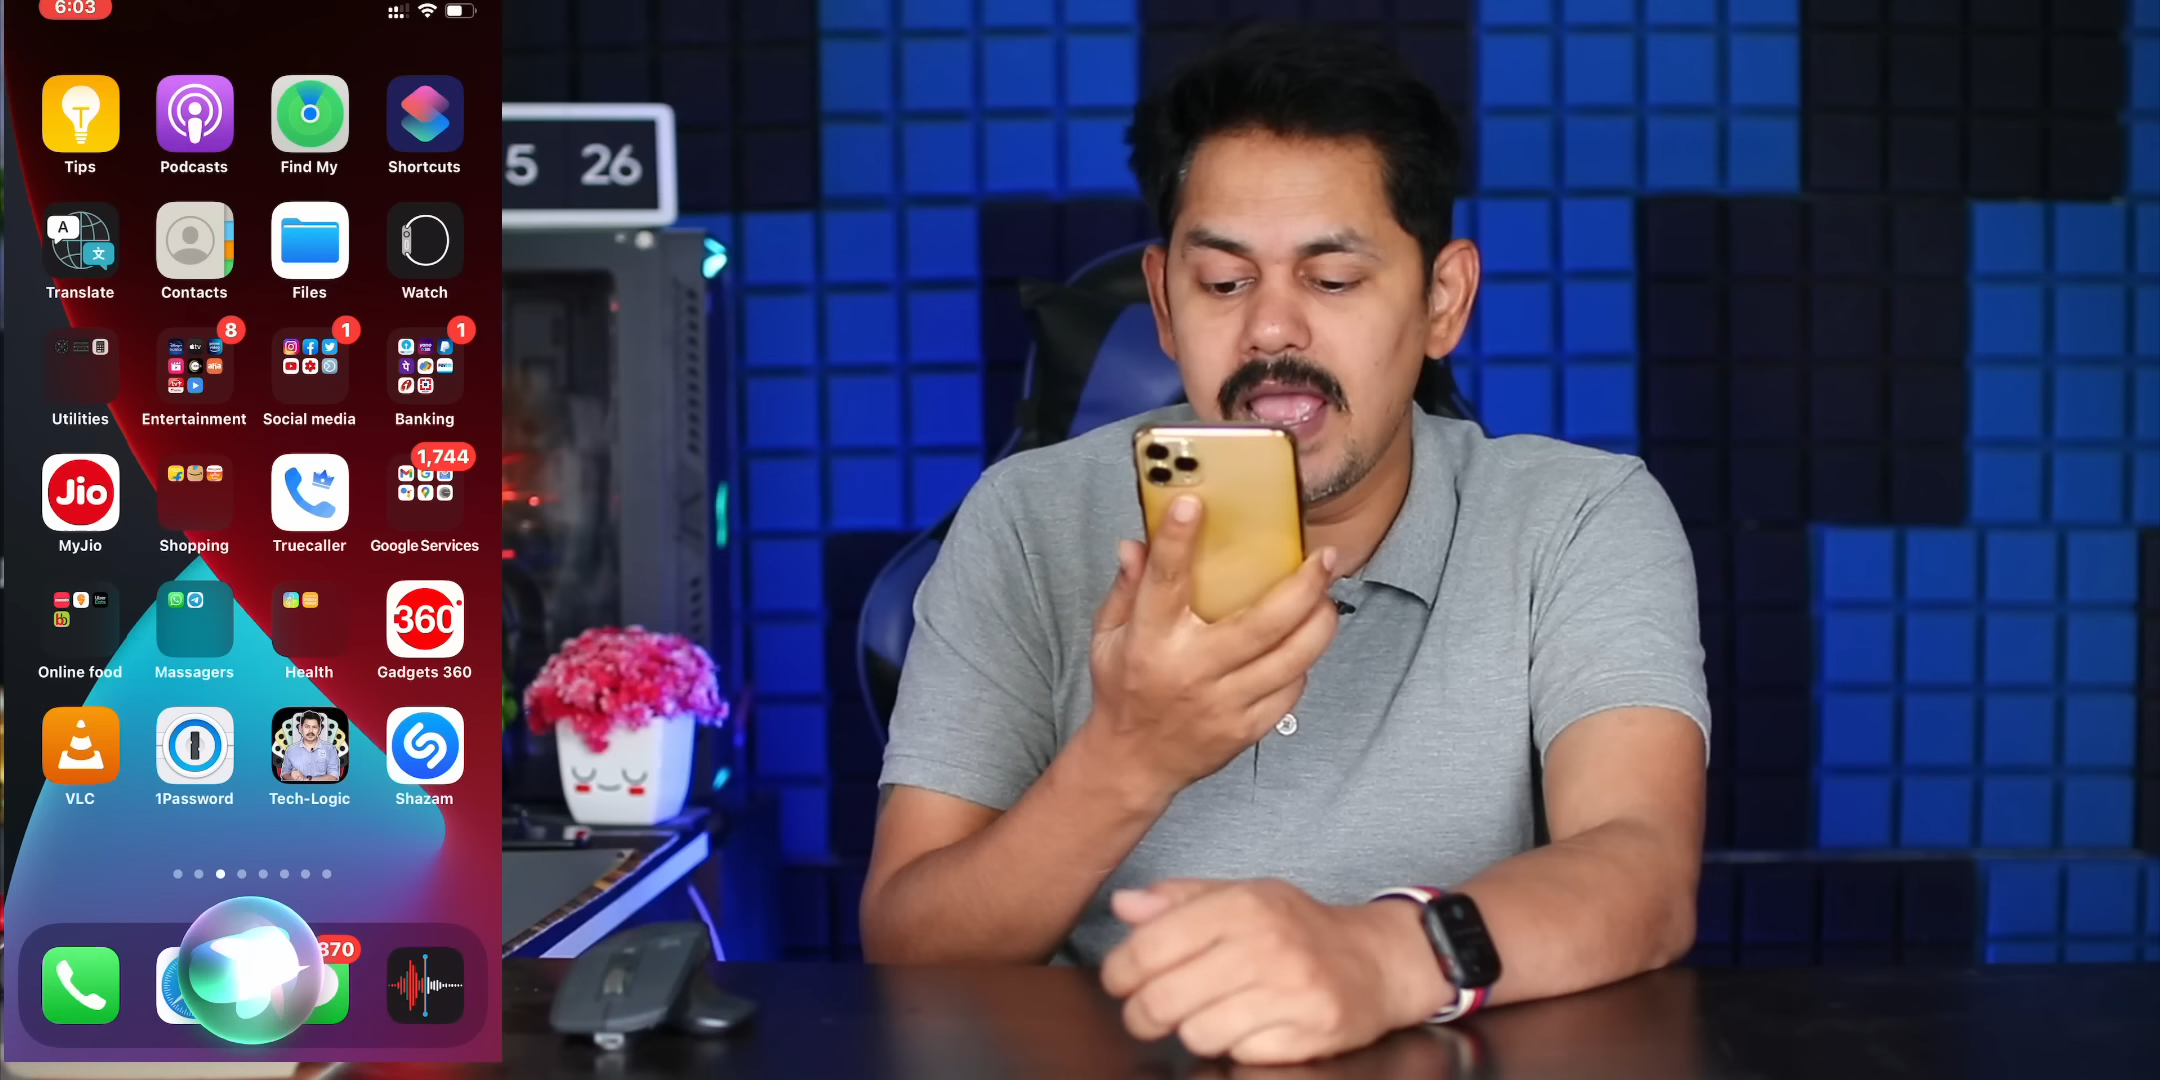 6:03
5 26
Tips Podcasts Find My Shortcuts
A 文
Translate Contacts Files Watch
8 1 1
Utilities Entertainment Social media Banking
1,744
Jio
MyJio Shopping Truecaller Google Services
360
Online food Massagers Health Gadgets 360
VLC 1Password Tech-Logic Shazam
370